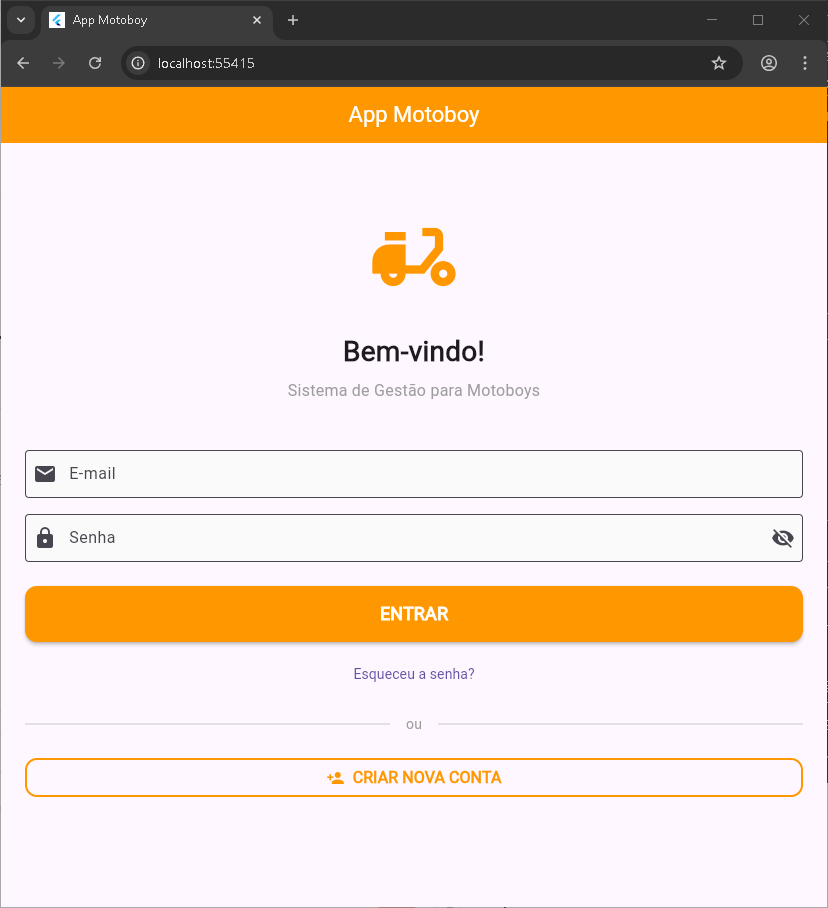 App Motoboy
localhost:55415
App Motoboy
Bem-vindo!
Sistema de Gestão para Motoboys
E-mail
Senha
ENTRAR
Esqueceu a senha?
ou
CRIAR NOVA CONTA